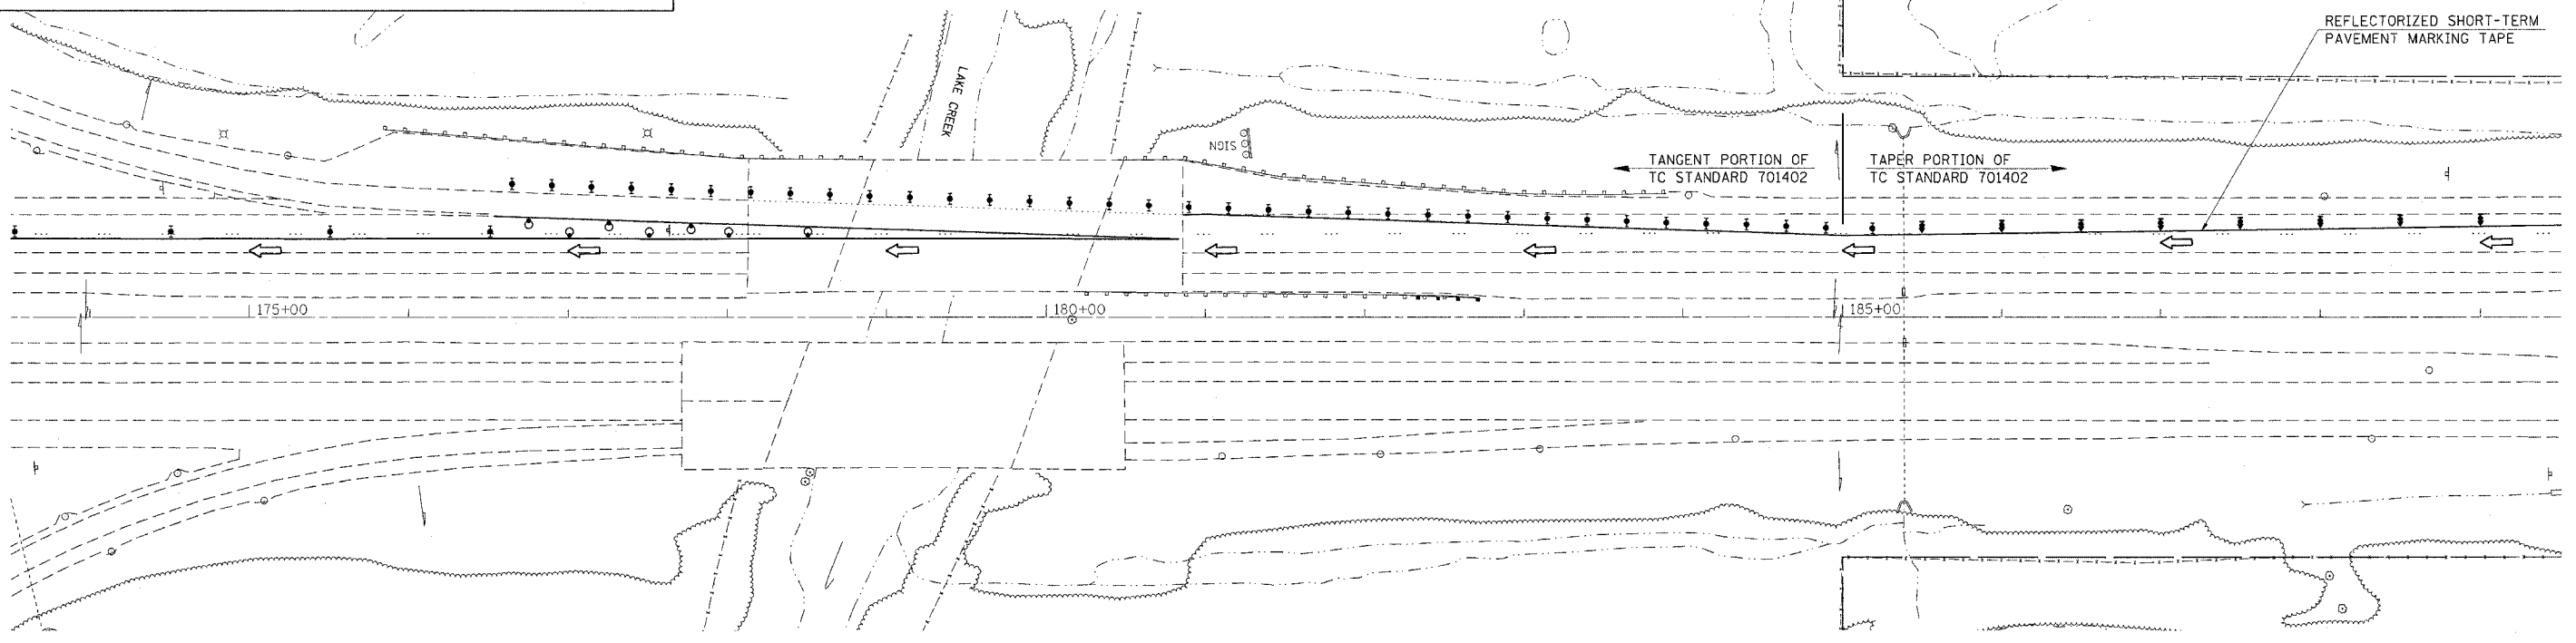 REFLECTORIZED SHORT-TERM
PAVEMENT MARKING TAPE
LAKE CREEK
SIGN
TANGENT PORTION OF
TC STANDARD 701402
TAPER PORTION OF
TC STANDARD 701402
175+00
180+00
185+00